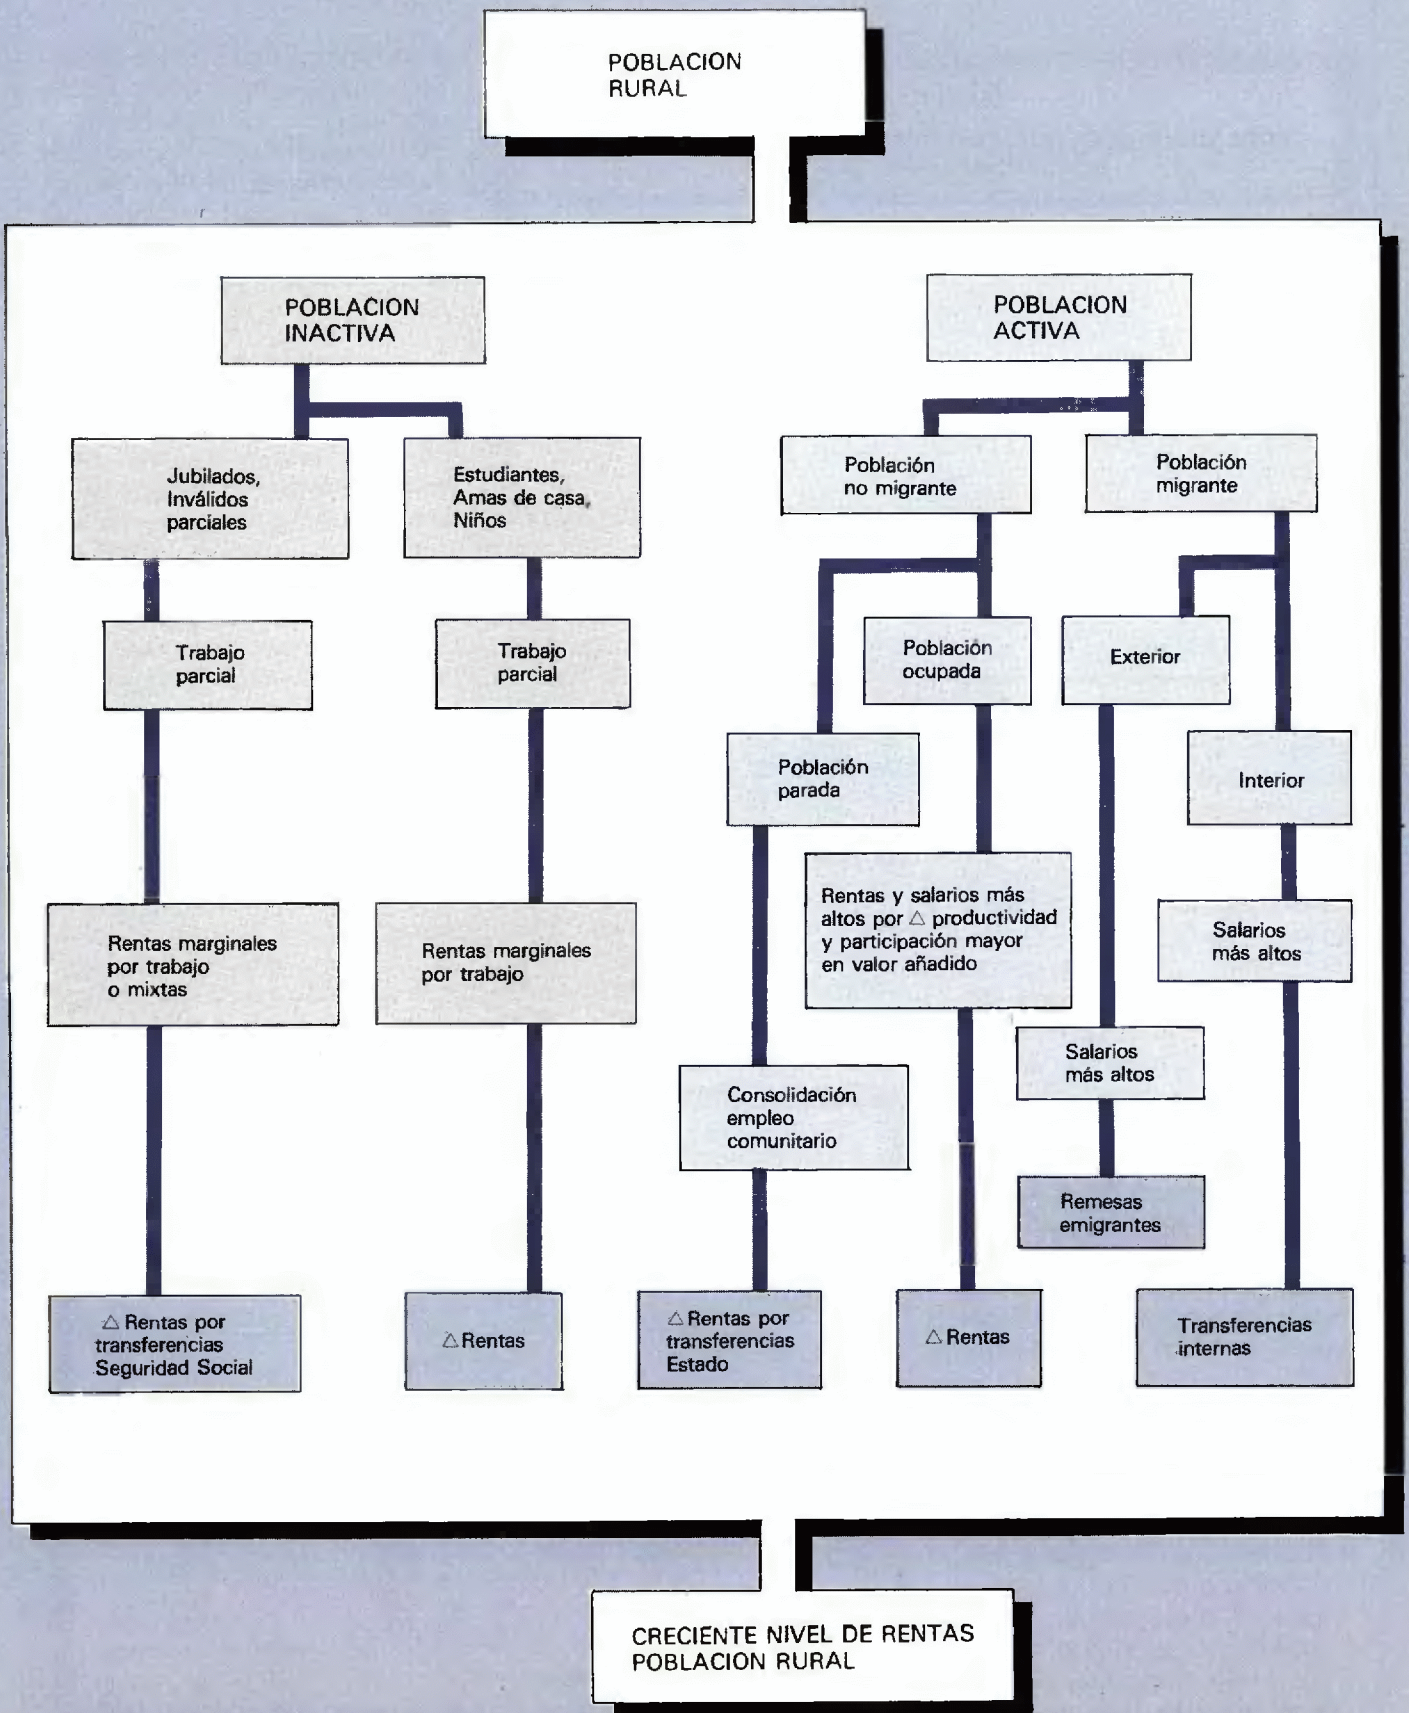 POBLACION
RURAL
POBLACION
INACTIVA
POBLACION
ACTIVA
Jubilados,
Inválidos
parciales
Estudiantes,
Amas de casa,
Niños
Población
no migrante
Población
migrante
Trabajo
parcial
Trabajo
parcial
Población
ocupada
Exterior
Población
parada
Interior
Rentas marginales
por trabajo
o mixtas
Rentas marginales
por trabajo
Rentas y salarios más
altos por △ productividad
y participación mayor
en valor añadido
Salarios
más altos
Salarios
más altos
Consolidación
empleo
comunitario
Remesas
emigrantes
△ Rentas por
transferencias
Seguridad Social
△ Rentas
△ Rentas por
transferencias
Estado
△ Rentas
Transferencias
internas
CRECIENTE NIVEL DE RENTAS
POBLACION RURAL